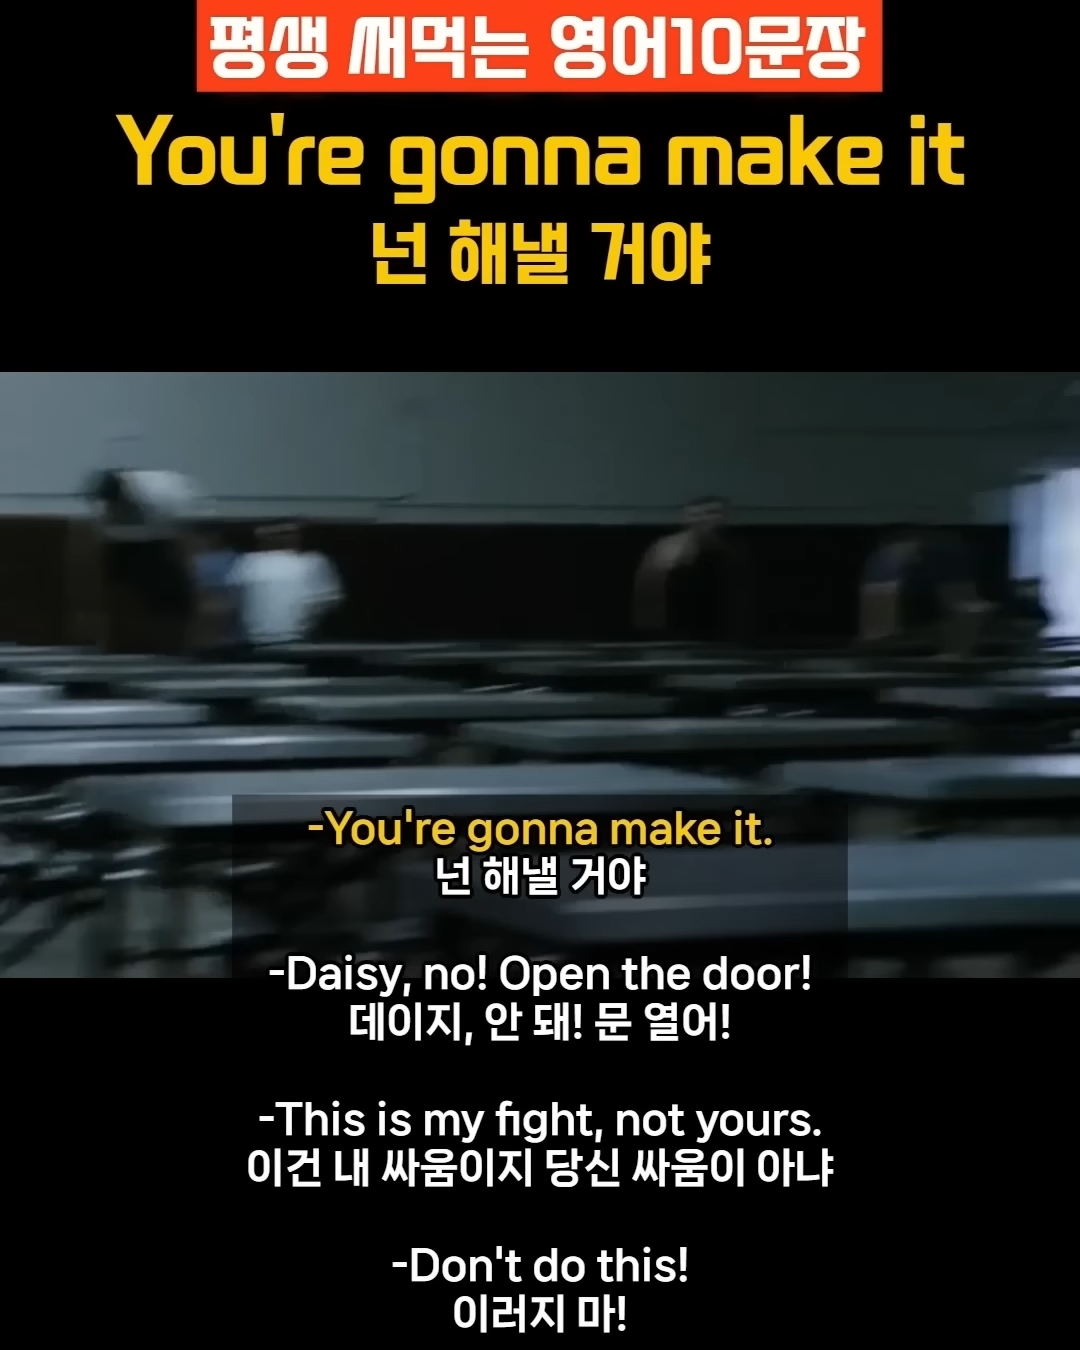 평생 써먹는 영어10문장
You're gonna make it
넌 해낼 거야
-You're gonna make it.
넌 해낼 거야
-Daisy, no! Open the door!
데이지, 안 돼! 문 열어!
-This is my fight, not yours.
이건 내 싸움이지 당신 싸움이 아냐
-Don't do this!
이러지 마!